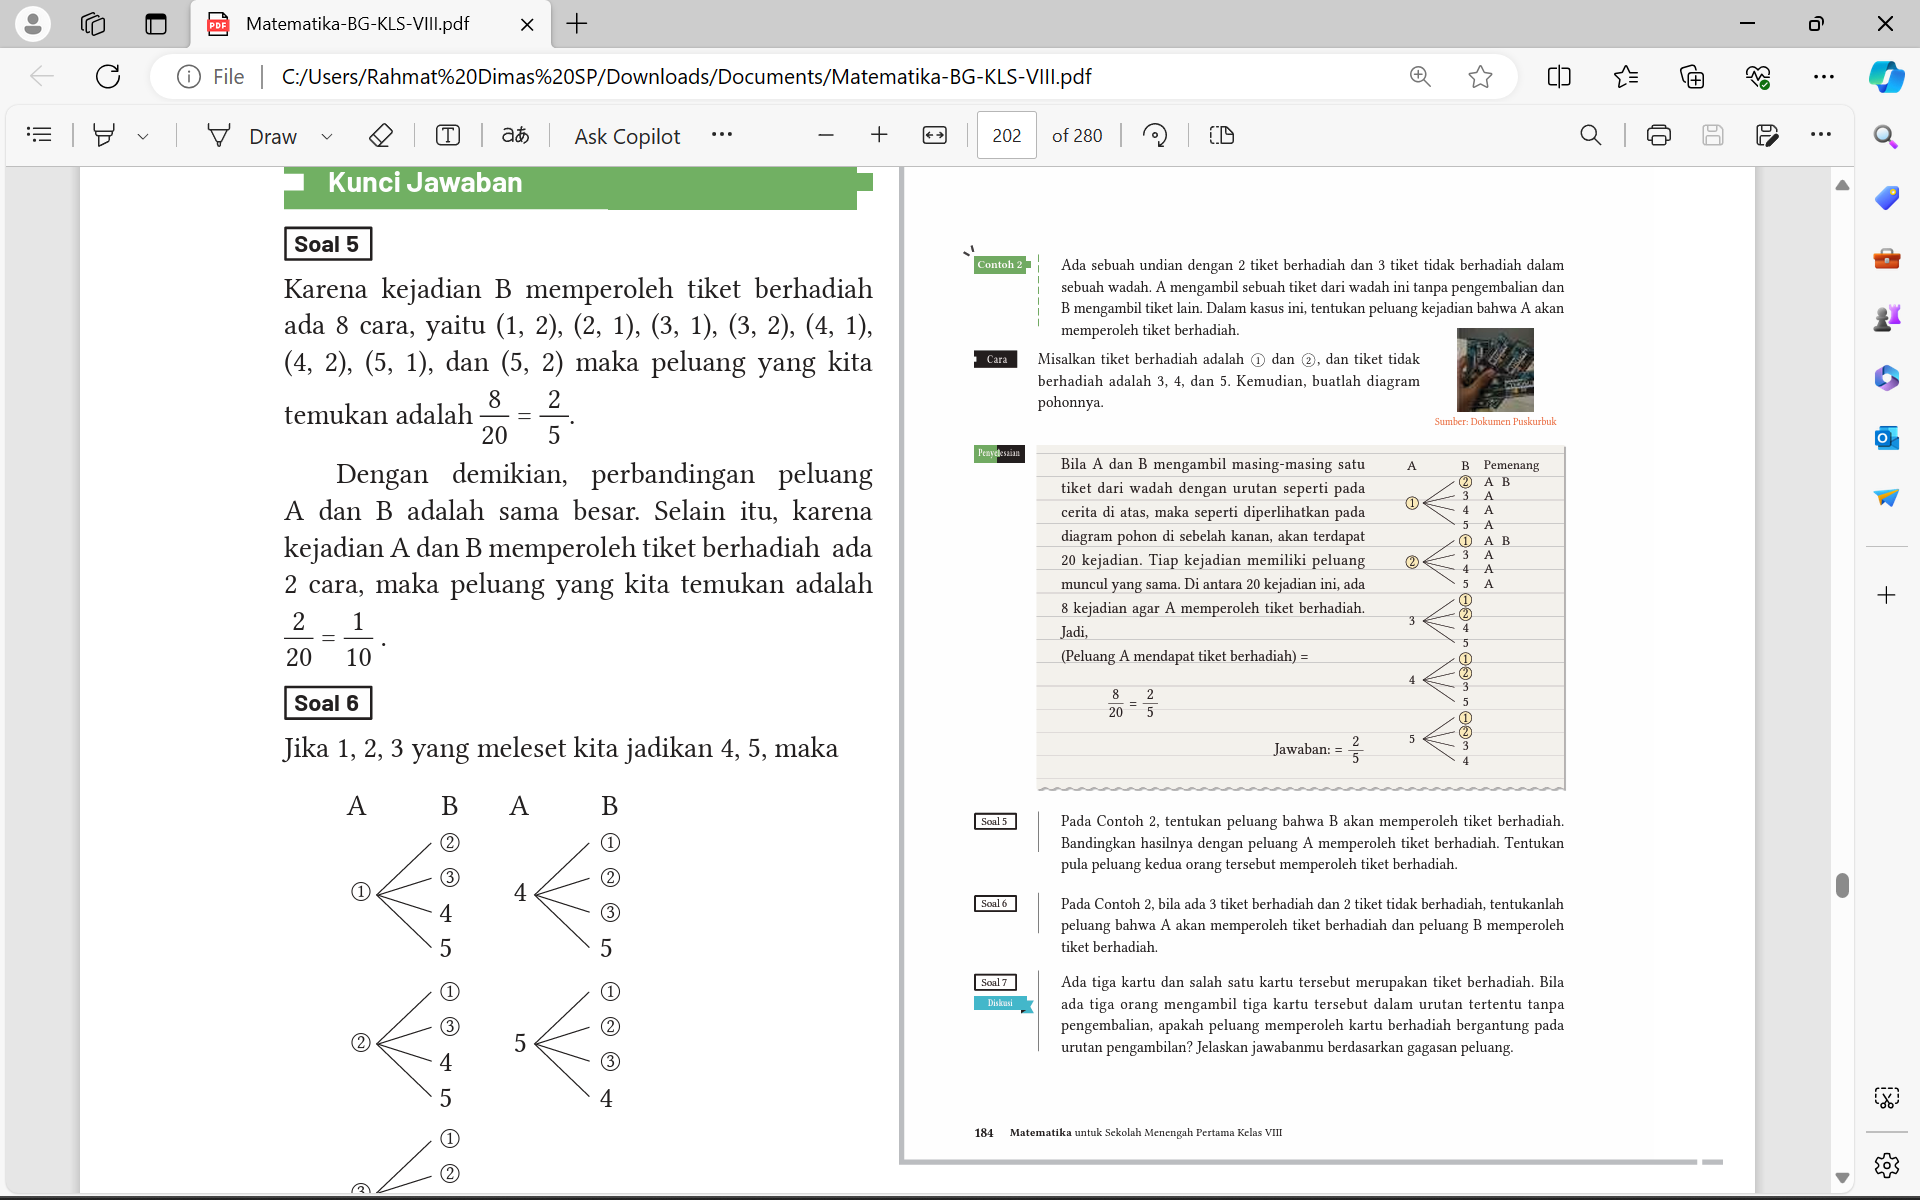 Matematika-BG-KLS-VIII.pdf
File
C:/Users/Rahmat%20Dimas%20SP/Downloads/Documents/Matematika-BG-KLS-VIII.pdf
Draw
aあ
Ask Copilot
202 of 280
Kunci Jawaban
Soal 5
Karena kejadian B memperoleh tiket berhadiah
ada 8 cara, yaitu (1, 2), (2, 1), (3, 1), (3, 2), (4, 1),
(4, 2), (5, 1), dan (5, 2) maka peluang yang kita
temukan adalah 8/20 = 2/5.
Dengan demikian, perbandingan peluang
A dan B adalah sama besar. Selain itu, karena
kejadian A dan B memperoleh tiket berhadiah ada
2 cara, maka peluang yang kita temukan adalah
2/20 = 1/10 .
Soal 6
Jika 1, 2, 3 yang meleset kita jadikan 4, 5, maka
A B A B
② ①
③ ②
① 4
4 ③
5 5
① ①
③ ②
② 5
4 ③
5 4
①
②
③
Contoh 2
Ada sebuah undian dengan 2 tiket berhadiah dan 3 tiket tidak berhadiah dalam
sebuah wadah. A mengambil sebuah tiket dari wadah ini tanpa pengembalian dan
B mengambil tiket lain. Dalam kasus ini, tentukan peluang kejadian bahwa A akan
memperoleh tiket berhadiah.
Cara
Misalkan tiket berhadiah adalah ① dan ②, dan tiket tidak
berhadiah adalah 3, 4, dan 5. Kemudian, buatlah diagram
pohonnya.
Sumber: Dokumen Puskurbuk
Penyelesaian
Bila A dan B mengambil masing-masing satu
tiket dari wadah dengan urutan seperti pada
cerita di atas, maka seperti diperlihatkan pada
diagram pohon di sebelah kanan, akan terdapat
20 kejadian. Tiap kejadian memiliki peluang
muncul yang sama. Di antara 20 kejadian ini, ada
8 kejadian agar A memperoleh tiket berhadiah.
Jadi,
(Peluang A mendapat tiket berhadiah) =
8/20 = 2/5
Jawaban: = 2/5
A B Pemenang
② A B
3 A
①
4 A
5 A
① A B
3 A
②
4 A
5 A
①
②
3
4
5
①
②
4
3
5
①
②
5
3
4
Soal 5
Pada Contoh 2, tentukan peluang bahwa B akan memperoleh tiket berhadiah.
Bandingkan hasilnya dengan peluang A memperoleh tiket berhadiah. Tentukan
pula peluang kedua orang tersebut memperoleh tiket berhadiah.
Soal 6
Pada Contoh 2, bila ada 3 tiket berhadiah dan 2 tiket tidak berhadiah, tentukanlah
peluang bahwa A akan memperoleh tiket berhadiah dan peluang B memperoleh
tiket berhadiah.
Soal 7
Diskusi
Ada tiga kartu dan salah satu kartu tersebut merupakan tiket berhadiah. Bila
ada tiga orang mengambil tiga kartu tersebut dalam urutan tertentu tanpa
pengembalian, apakah peluang memperoleh kartu berhadiah bergantung pada
urutan pengambilan? Jelaskan jawabanmu berdasarkan gagasan peluang.
184 Matematika untuk Sekolah Menengah Pertama Kelas VIII